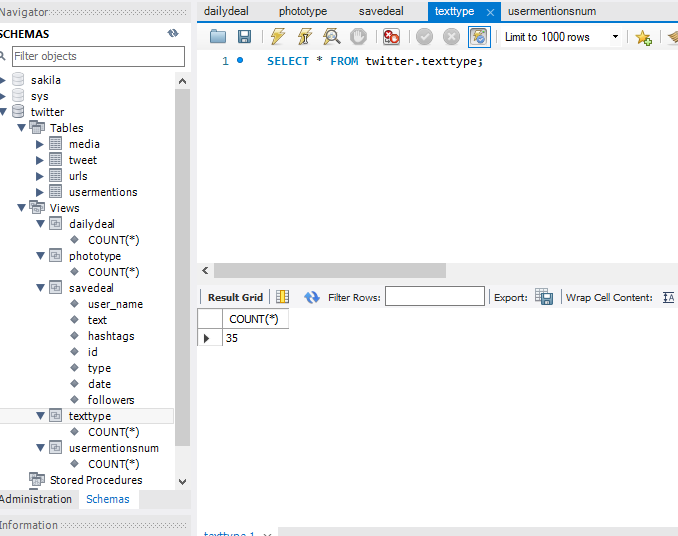 Navigator
SCHEMAS
Filter objects
sakila
sys
twitter
Tables
media
tweet
urls
usermentions
Views
dailydeal
COUNT(*)
phototype
COUNT(*)
savedeal
user_name
text
hashtags
id
type
date
followers
texttype
COUNT(*)
usermentionsnum
COUNT(*)
Stored Procedures
Administration Schemas
Information
dailydeal phototype savedeal texttype usermentionsnum
Limit to 1000 rows
1 SELECT * FROM twitter.texttype;
Result Grid Filter Rows: Export: Wrap Cell Content:
COUNT(*)
35
texttype 1